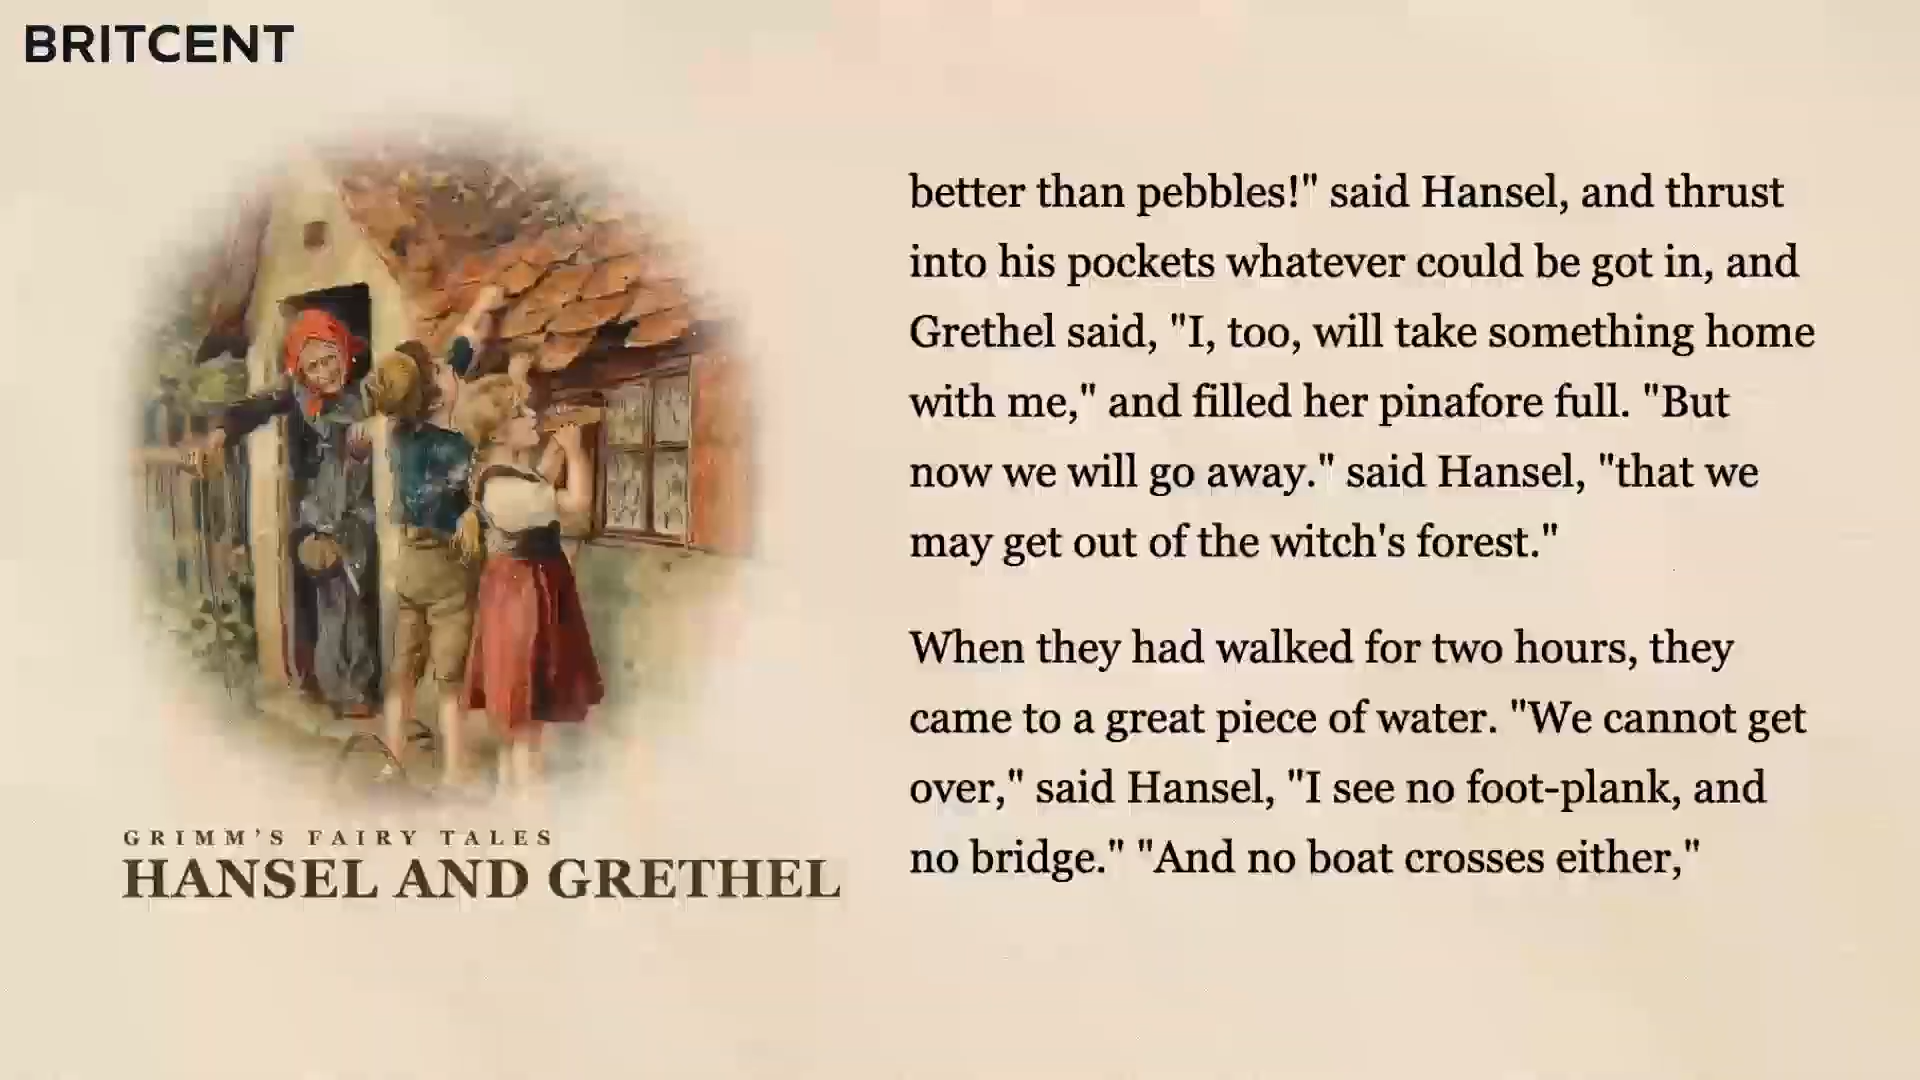 BRITCENT
better than pebbles!" said Hansel, and thrust
into his pockets whatever could be got in, and
Grethel said, "I, too, will take something home
with me," and filled her pinafore full. "But
now we will go away." said Hansel, "that we
may get out of the witch's forest."
When they had walked for two hours, they
came to a great piece of water. "We cannot get
over," said Hansel, "I see no foot-plank, and
no bridge." "And no boat crosses either,"
GRIMM'S FAIRY TALES
HANSEL AND GRETHEL